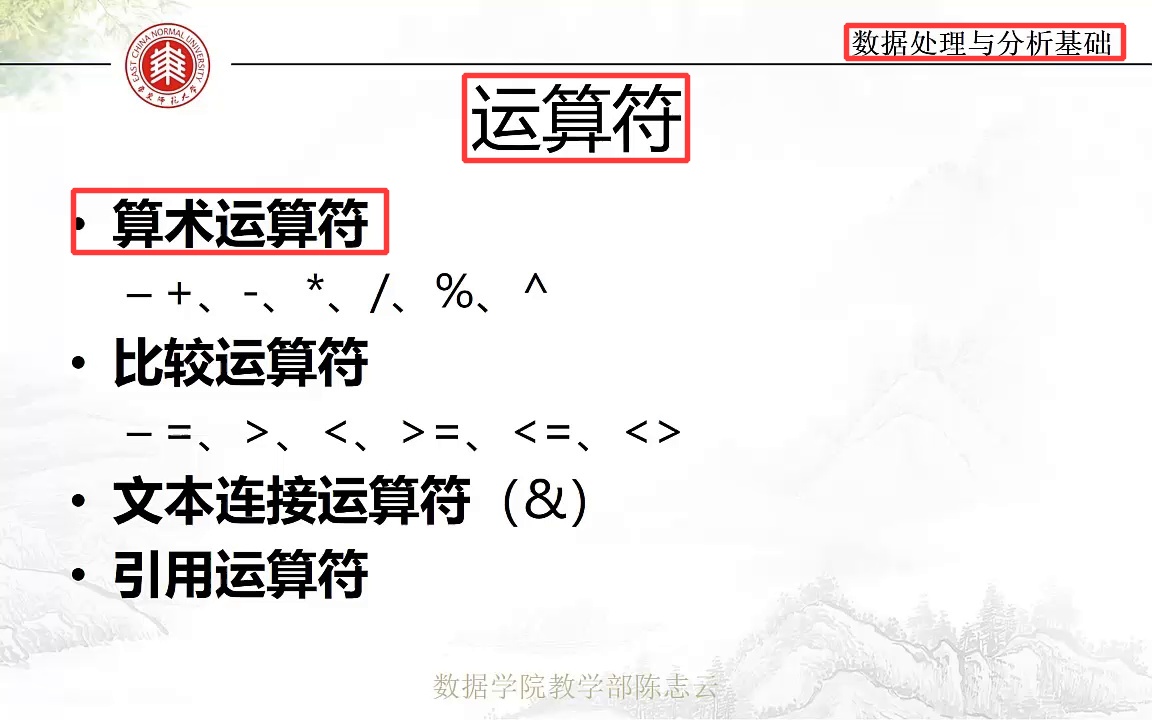 EAST CHINA NORMAL UNIVERSITY
华东师范大学
数据处理与分析基础
运算符
• 算术运算符
– +、-、*、/、%、^
• 比较运算符
– =、>、<、>=、<=、<>
• 文本连接运算符（&）
• 引用运算符
数据学院教学部陈志云